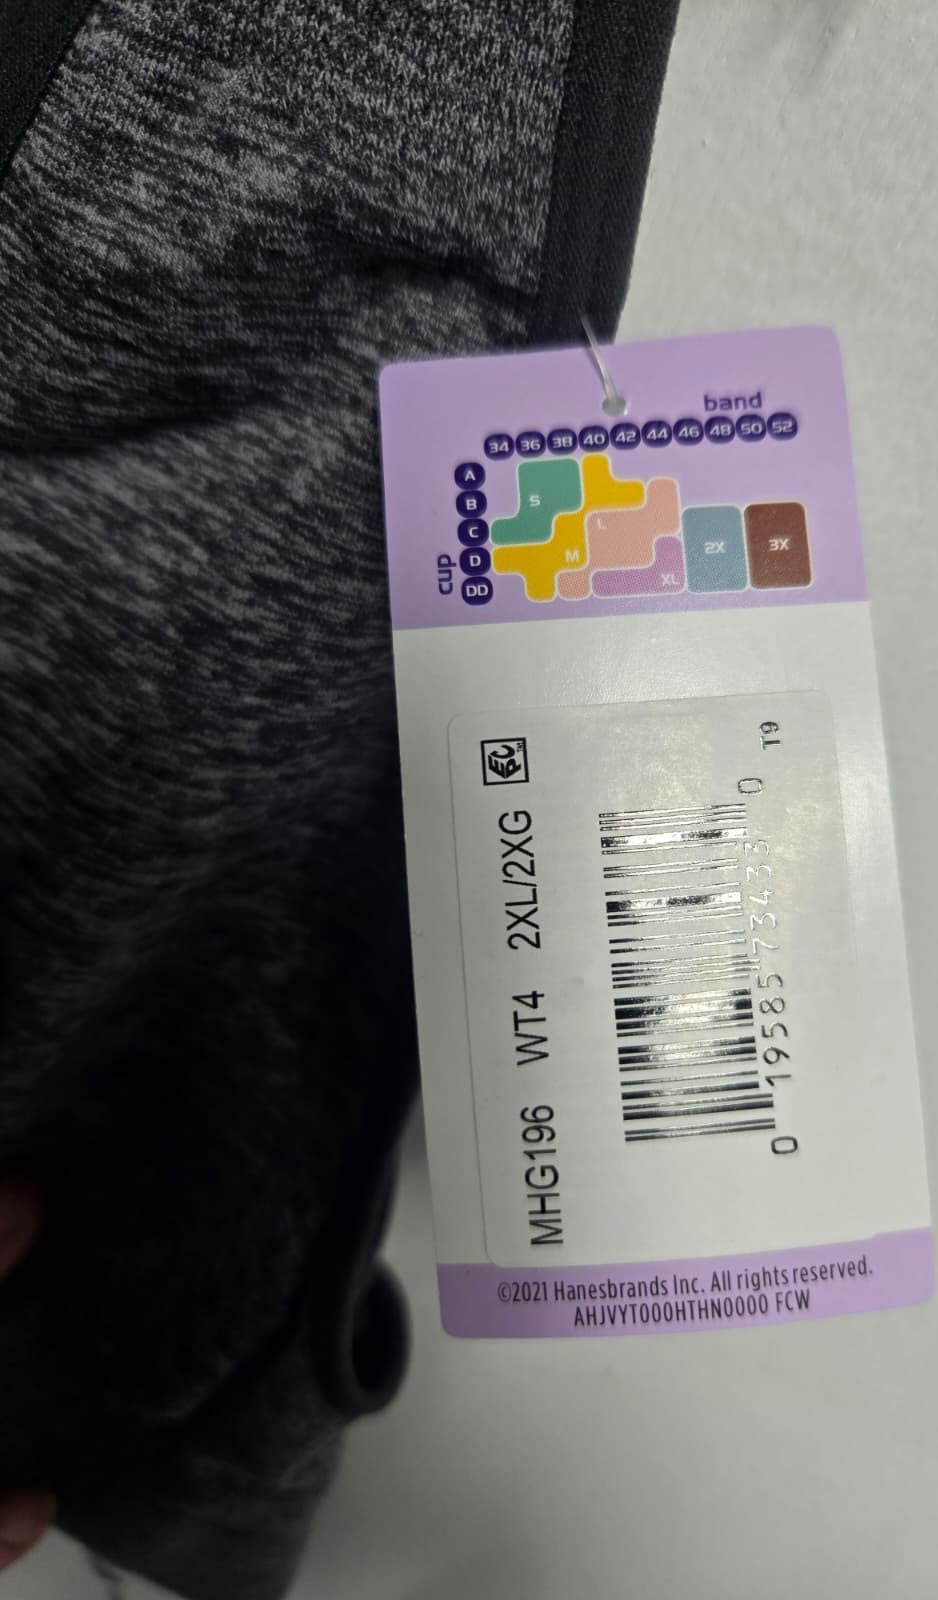 band
34 36 38 40 42 44 46 48 50 52
cup
A
B
C
D
DD
S
M
L
XL
2X
3X
MHG196 WT4 2XL/2XG EPC™
0 19585 73433 0 T9
©2021 Hanesbrands Inc. All rights reserved.
AHJVYT000HTHN0000 FCW